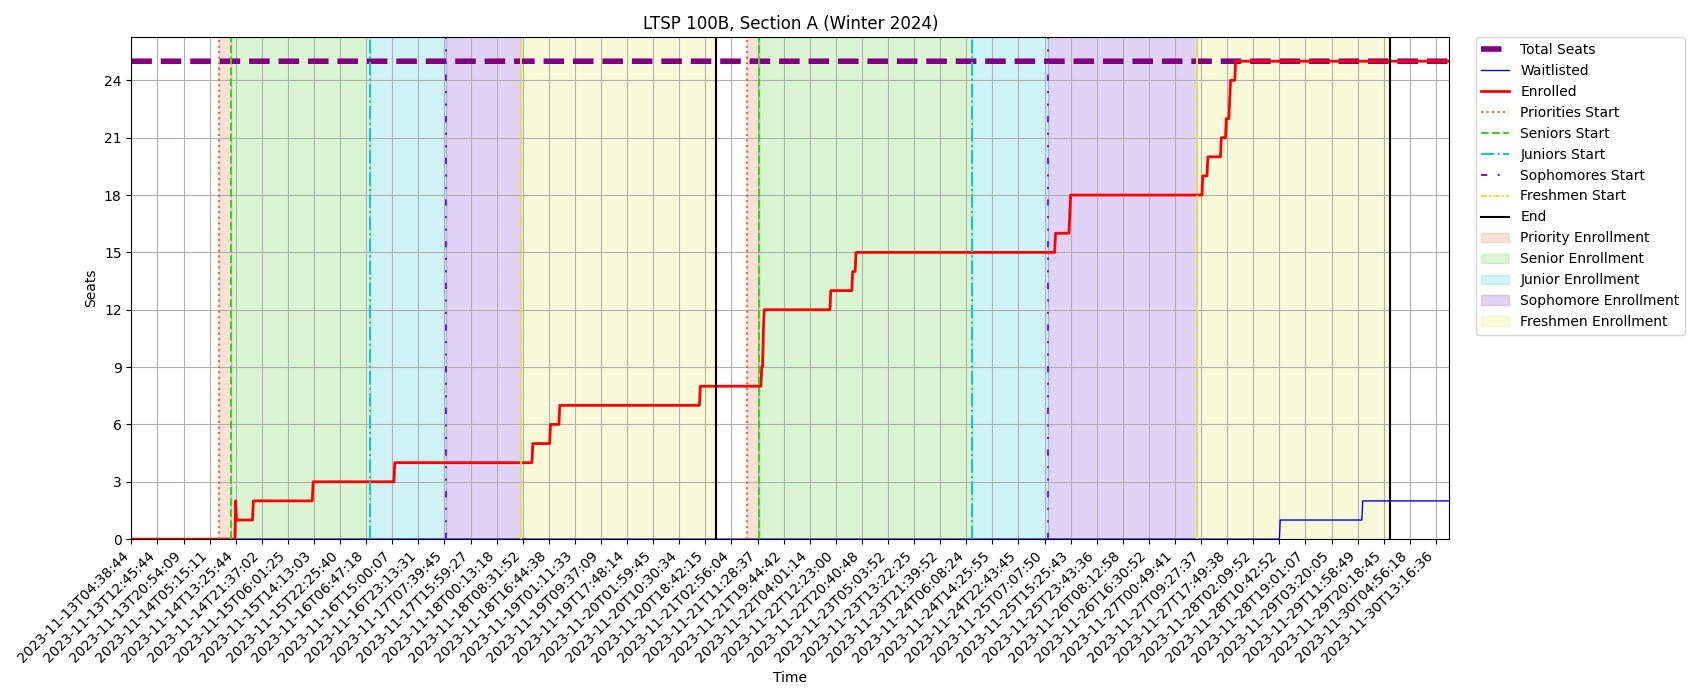 LTSP 100B, Section A (Winter 2024)
Seats
24
21
18
15
12
9
6
3
0
2023-11-13T04:38:44
2023-11-13T12:45:44
2023-11-13T20:54:09
2023-11-14T05:15:11
2023-11-14T13:25:44
2023-11-14T21:37:02
2023-11-15T06:01:23
2023-11-15T14:13:03
2023-11-15T22:25:40
2023-11-16T06:47:18
2023-11-16T15:00:07
2023-11-16T23:13:31
2023-11-17T07:39:45
2023-11-17T15:59:27
2023-11-18T00:13:18
2023-11-18T08:31:52
2023-11-18T16:44:38
2023-11-19T01:11:33
2023-11-19T09:37:09
2023-11-19T17:48:14
2023-11-20T01:59:45
2023-11-20T10:30:34
2023-11-20T18:42:15
2023-11-21T02:56:04
2023-11-21T11:28:37
2023-11-21T19:44:42
2023-11-22T04:01:14
2023-11-22T12:23:00
2023-11-22T20:40:48
2023-11-23T05:03:52
2023-11-23T13:22:25
2023-11-23T21:39:52
2023-11-24T06:08:24
2023-11-24T14:25:55
2023-11-24T22:43:45
2023-11-25T07:07:50
2023-11-25T15:25:43
2023-11-25T23:43:36
2023-11-26T08:12:58
2023-11-26T16:30:52
2023-11-27T00:49:41
2023-11-27T09:27:37
2023-11-27T17:49:38
2023-11-28T02:09:52
2023-11-28T10:42:52
2023-11-28T19:01:07
2023-11-29T03:20:05
2023-11-29T11:58:49
2023-11-29T20:18:45
2023-11-30T04:56:18
2023-11-30T13:16:36
Time
Total Seats
Waitlisted
Enrolled
Priorities Start
Seniors Start
Juniors Start
Sophomores Start
Freshmen Start
End
Priority Enrollment
Senior Enrollment
Junior Enrollment
Sophomore Enrollment
Freshmen Enrollment